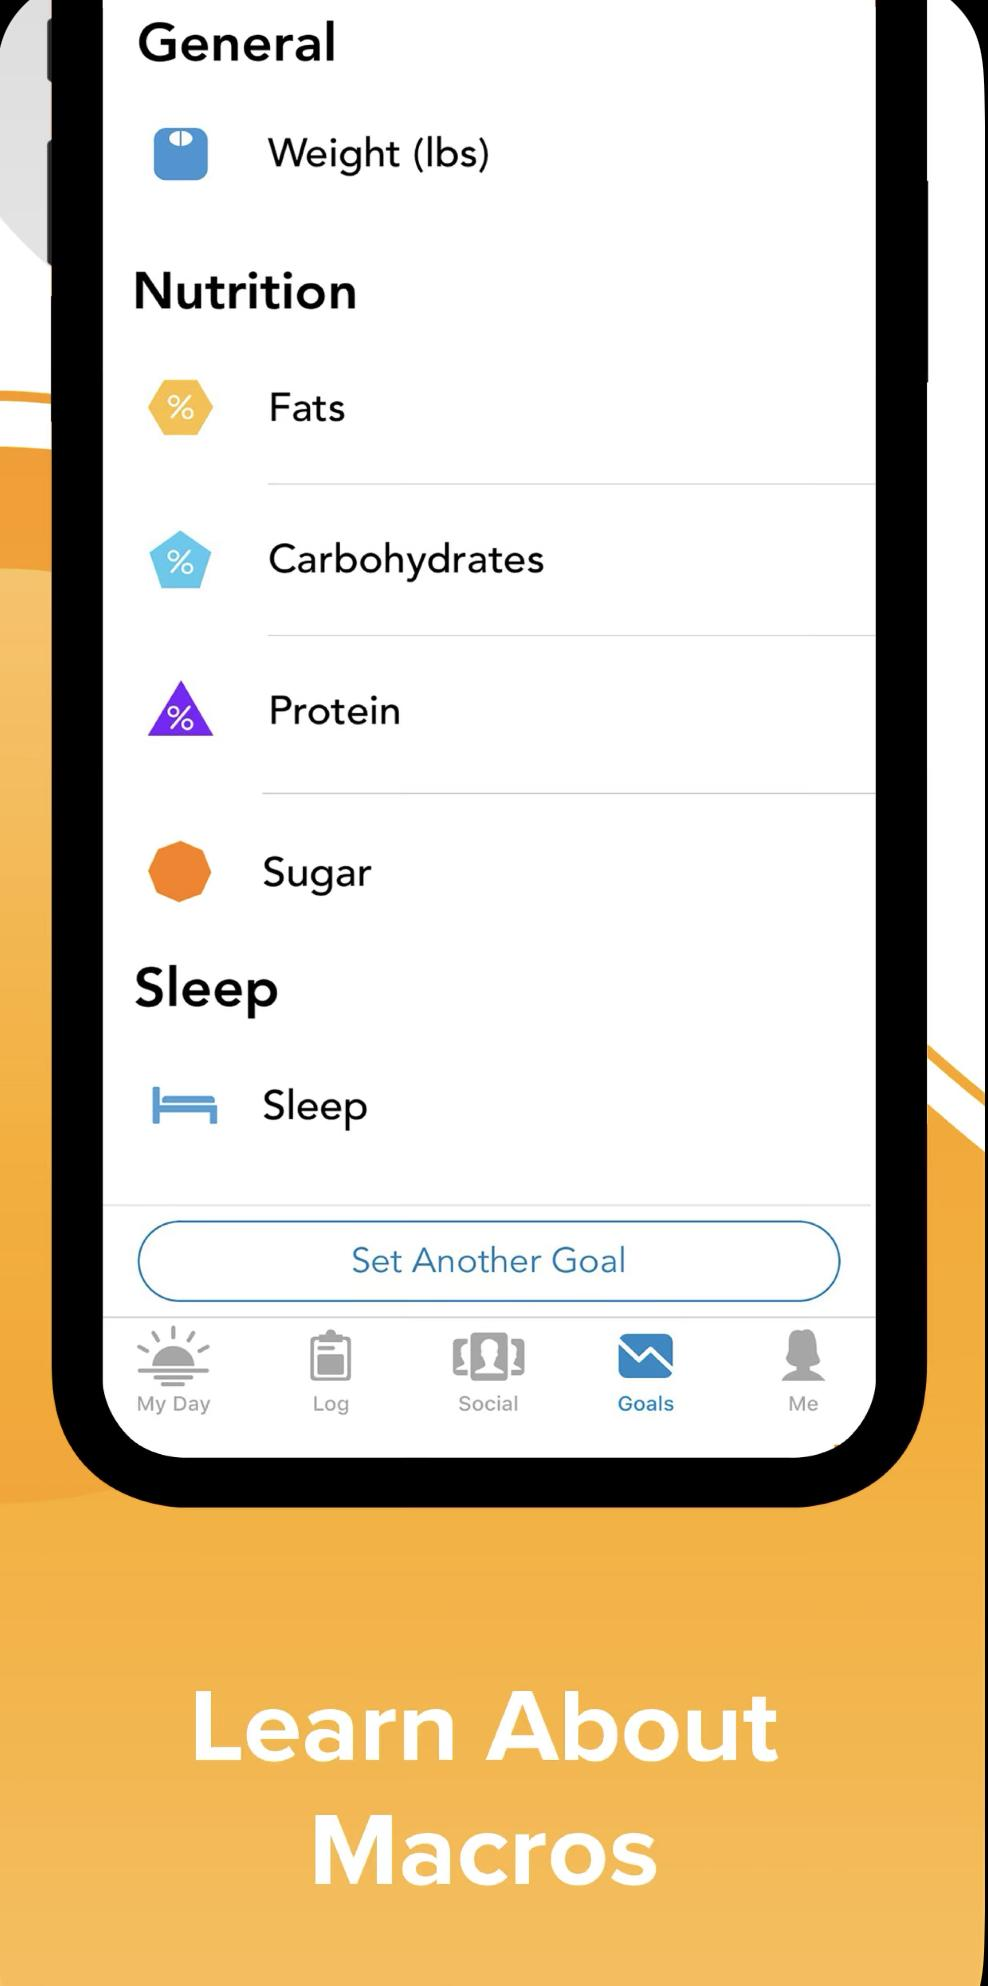 General
Weight (lbs)
Nutrition
%
Fats
%
Carbohydrates
%
Protein
Sugar
Sleep
Sleep
Set Another Goal
My Day
Log
Social
Goals
Me
Learn About
Macros